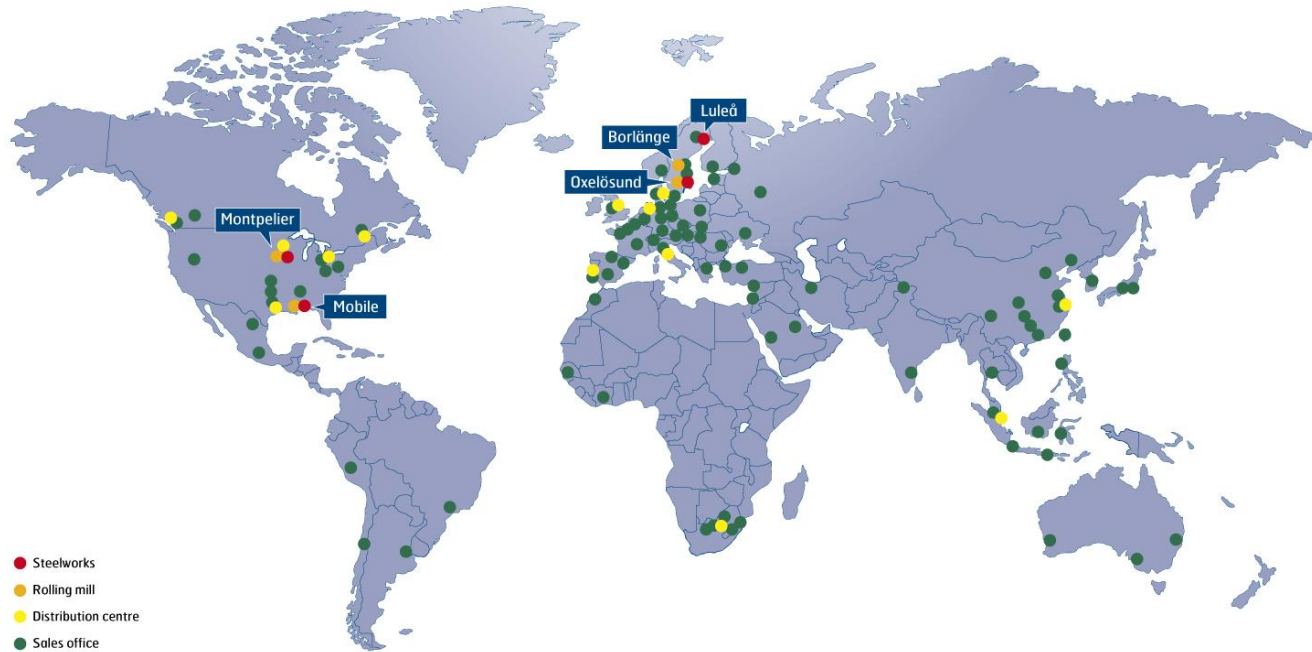 Luleå
Borlänge
Oxelösund
Montpelier
Mobile
Steelworks
Rolling mill
Distribution centre
Sales office